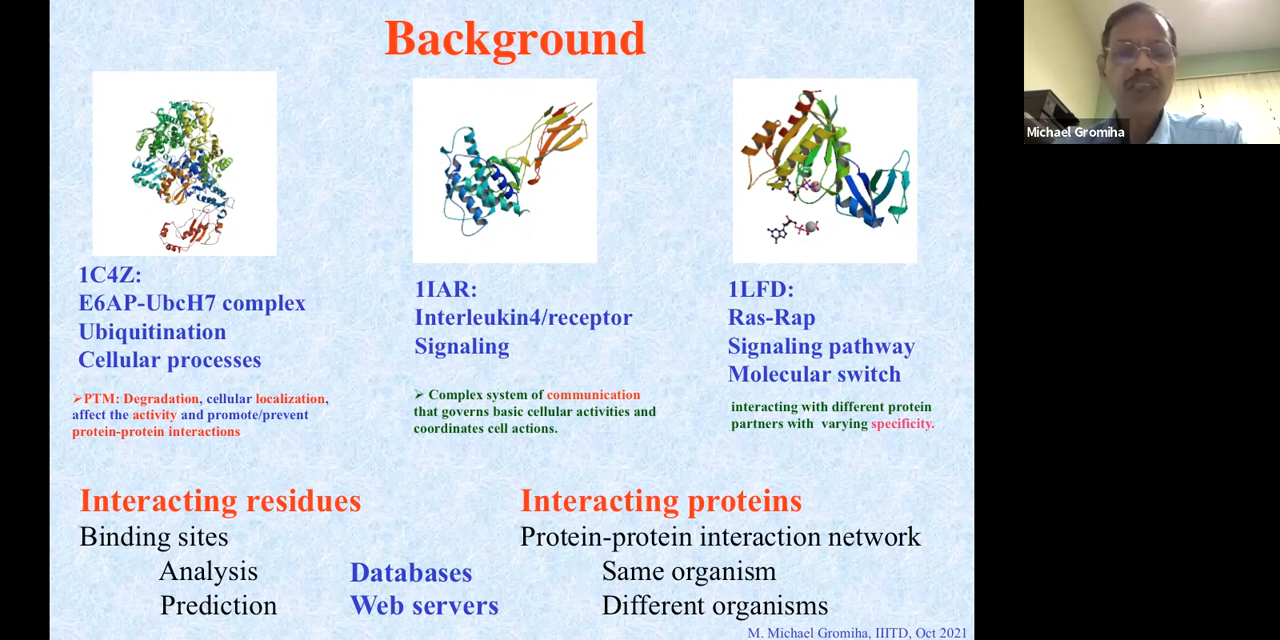 Background
1C4Z:
E6AP-UbcH7 complex
Ubiquitination
Cellular processes
➢PTM: Degradation, cellular localization,
affect the activity and promote/prevent
protein-protein interactions
1IAR:
Interleukin4/receptor
Signaling
➢ Complex system of communication
that governs basic cellular activities and
coordinates cell actions.
1LFD:
Ras-Rap
Signaling pathway
Molecular switch
interacting with different protein
partners with varying specificity.
Interacting residues
Binding sites
Analysis
Prediction
Databases
Web servers
Interacting proteins
Protein-protein interaction network
Same organism
Different organisms
M. Michael Gromiha, IIITD, Oct 2021
Michael Gromiha